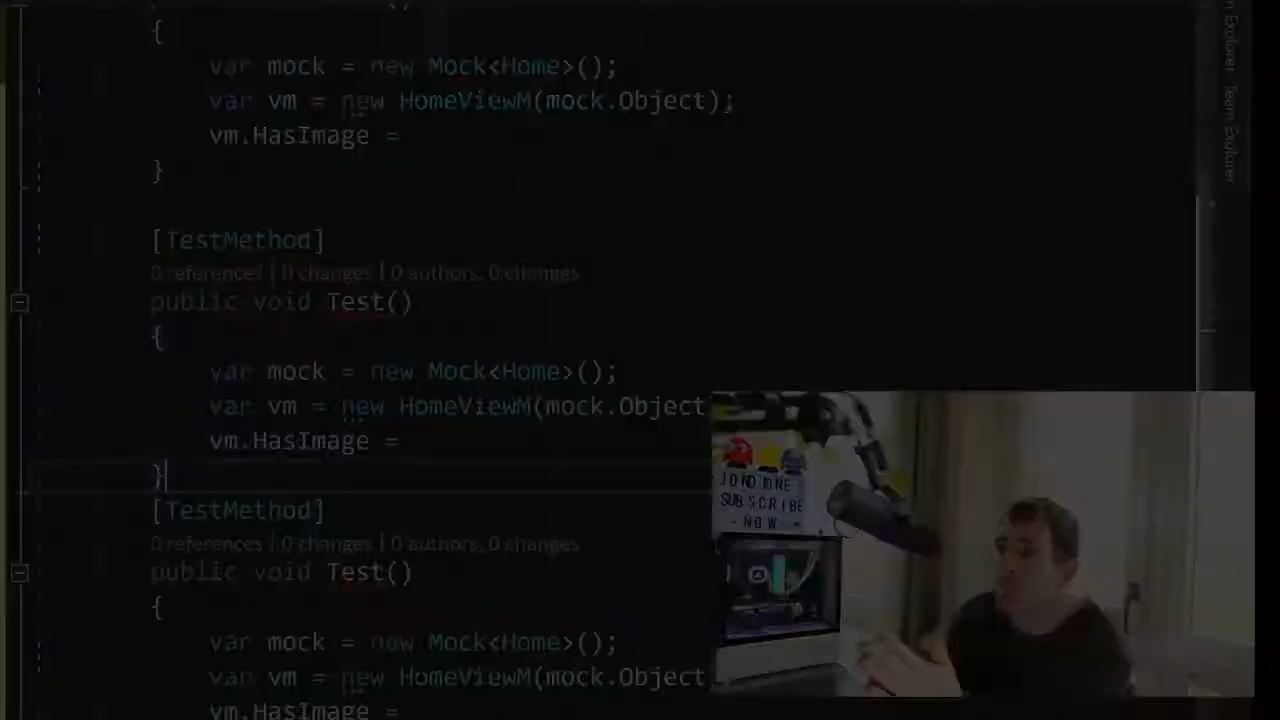 {
var mock = new Mock<Home>();
var vm = new HomeViewM(mock.Object);
vm.HasImage =
}
[TestMethod]
0 references | 0 changes | 0 authors, 0 changes
public void Test()
{
var mock = new Mock<Home>();
var vm = new HomeViewM(mock.Object
vm.HasImage =
}
[TestMethod]
0 references | 0 changes | 0 authors, 0 changes
public void Test()
{
var mock = new Mock<Home>();
var vm = new HomeViewM(mock.Object
vm.HasImage =
Explorer
Team Explorer
SUBSCRIBE
- NOW -